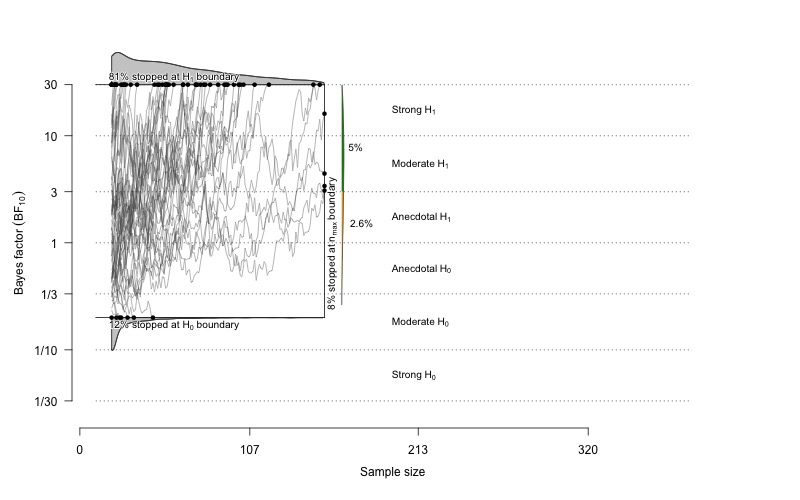 81% stopped at H₁ boundary
30
Strong H₁
10
5%
Moderate H₁
3
Anecdotal H₁
2.6%
1
Bayes factor (BF₁₀)
8% stopped at nmax boundary
Anecdotal H₀
1/3
Moderate H₀
12% stopped at H₀ boundary
1/10
Strong H₀
1/30
0
107
213
320
Sample size